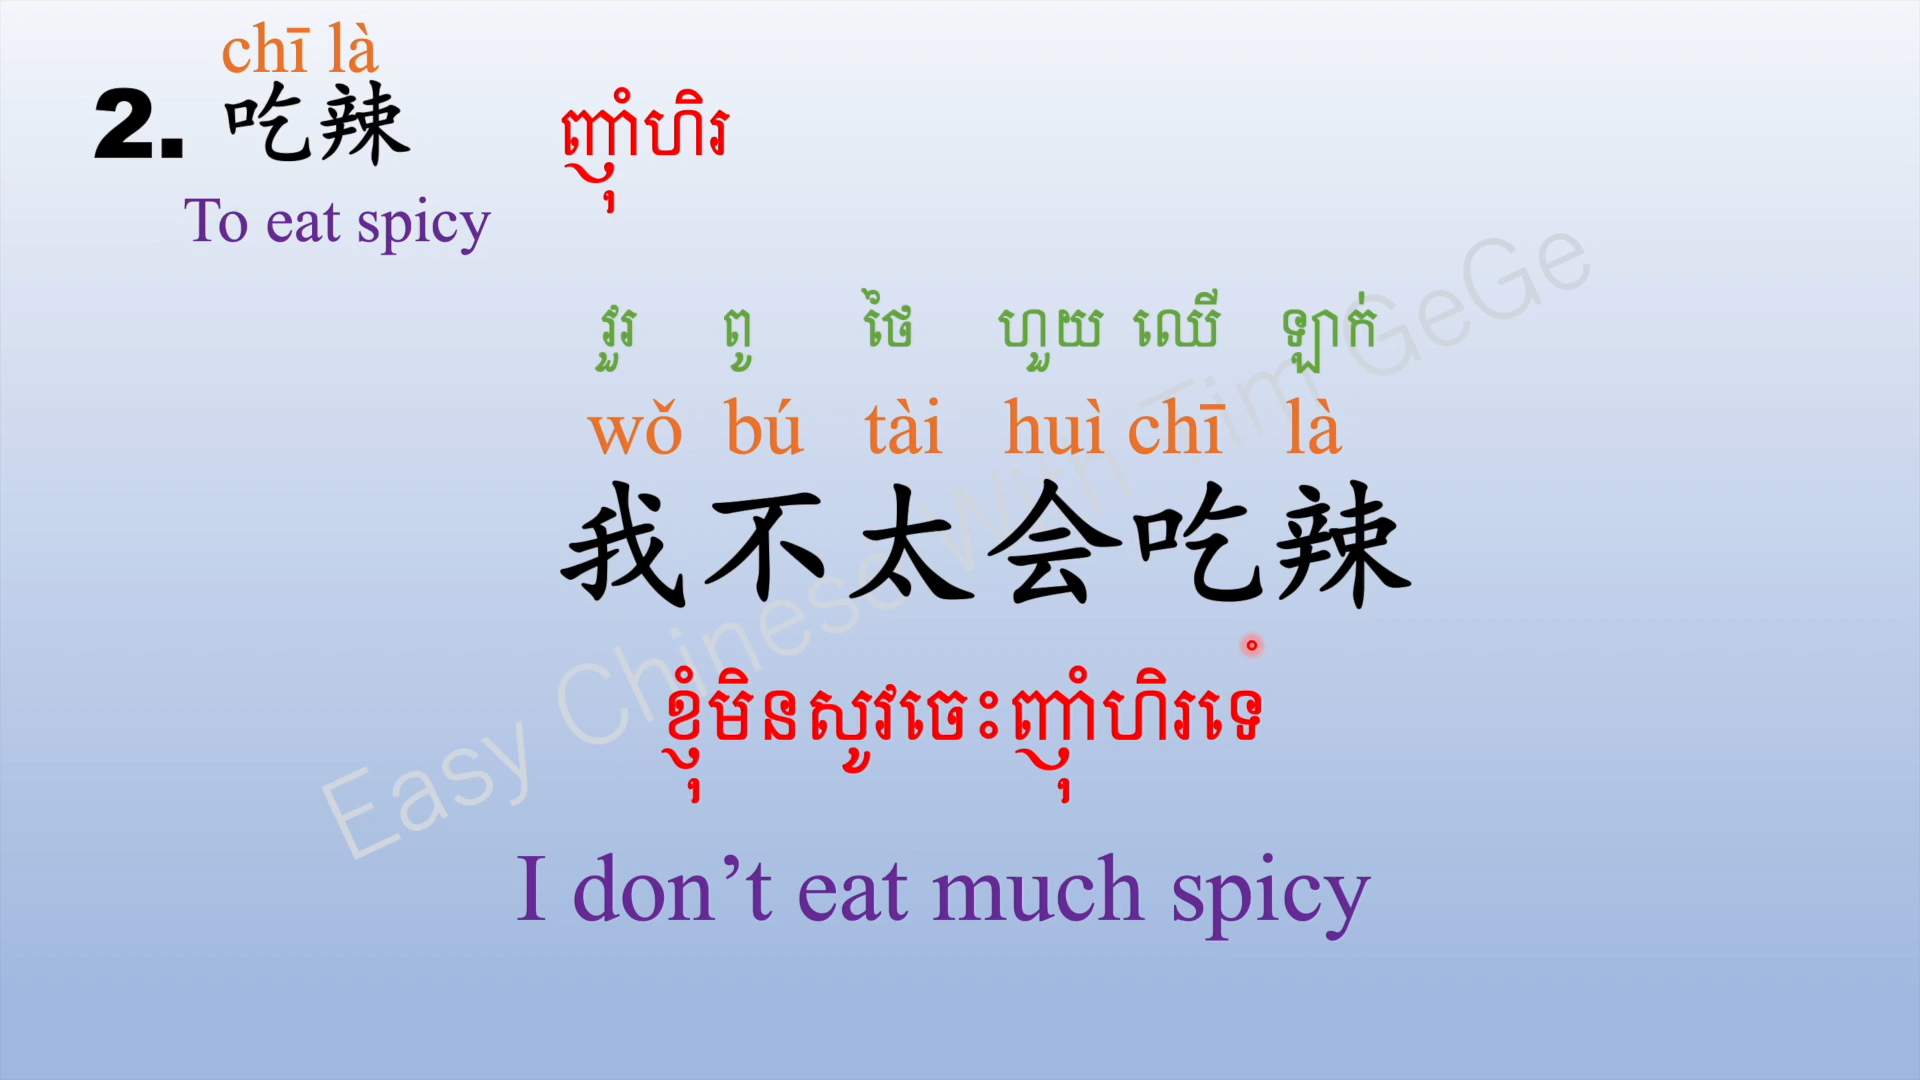 chī là
2. 吃辣 ញ៉ាំហិរ
To eat spicy
វួរ ពូ ថៃ ហួយ ឈើ ឡាក់
wǒ bú tài huì chī là
我不太会吃辣
ខ្ញុំមិនសូវចេះញ៉ាំហិរទេំ
I don’t eat much spicy
Easy Chinese With Tim GeGe